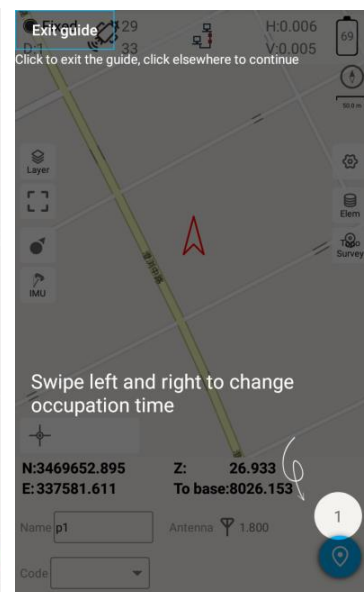 Exit guide
Fixed
29
H:0.006
D:1
33
V:0.005
69
Click to exit the guide, click elsewhere to continue
50.0 m
Layer
Elem
Topo
Survey
IMU
Swipe left and right to change
occupation time
N:3469652.895 Z: 26.933
E:337581.611 To base:8026.153
1
Name p1 Antenna 1.800
Code